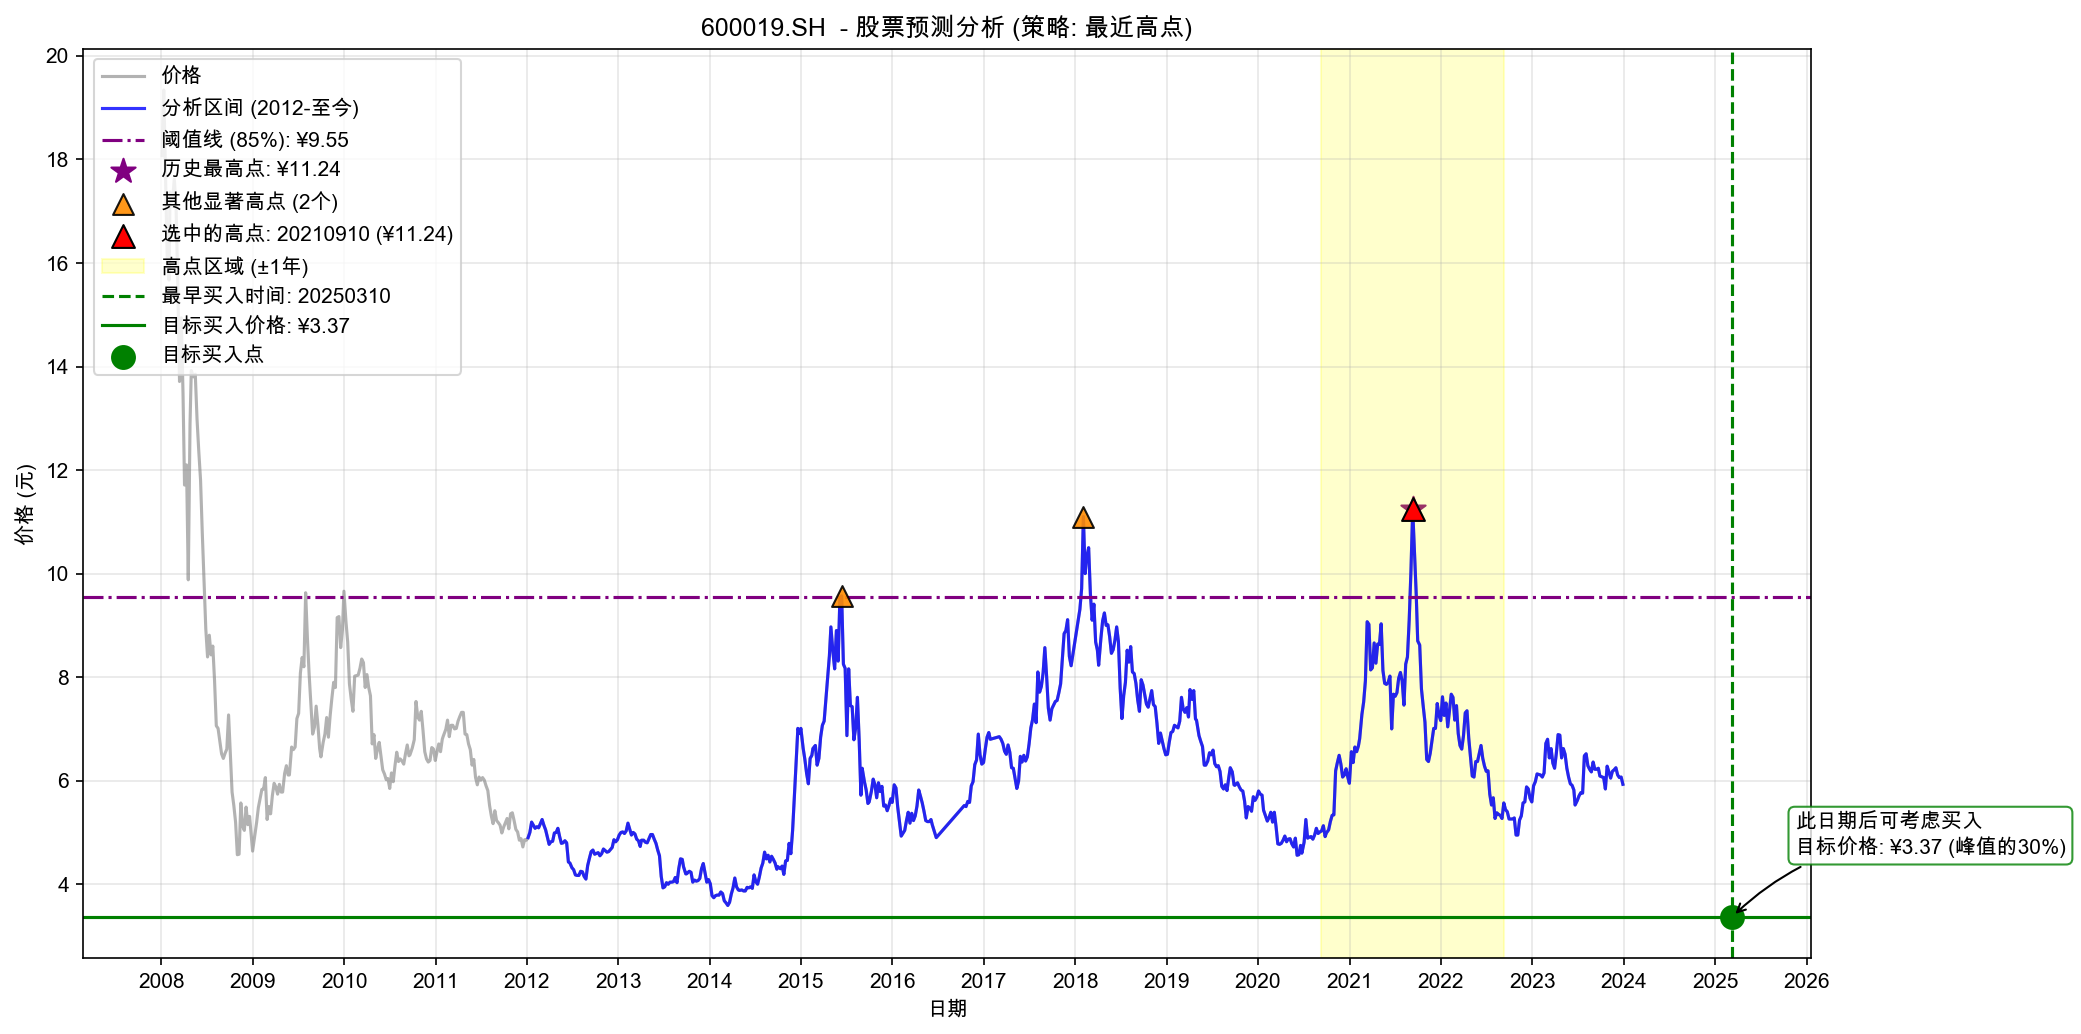 600019.SH - 股票预测分析 (策略: 最近高点)
价格
分析区间 (2012-至今)
阈值线 (85%): ¥9.55
历史最高点: ¥11.24
其他显著高点 (2个)
选中的高点: 20210910 (¥11.24)
高点区域 (±1年)
最早买入时间: 20250310
目标买入价格: ¥3.37
目标买入点
价格 (元)
20
18
16
14
12
10
8
6
4
此日期后可考虑买入
目标价格: ¥3.37 (峰值的30%)
2008 2009 2010 2011 2012 2013 2014 2015 2016 2017 2018 2019 2020 2021 2022 2023 2024 2025 2026
日期